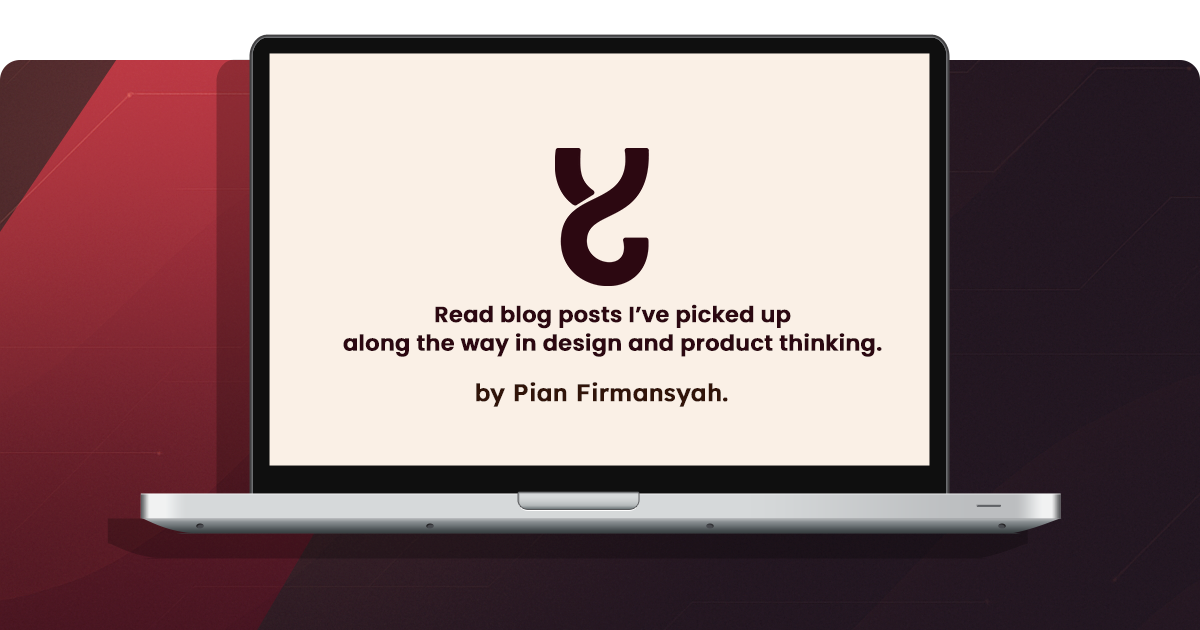 Read blog posts I’ve picked up
along the way in design and product thinking.
by Pian Firmansyah.